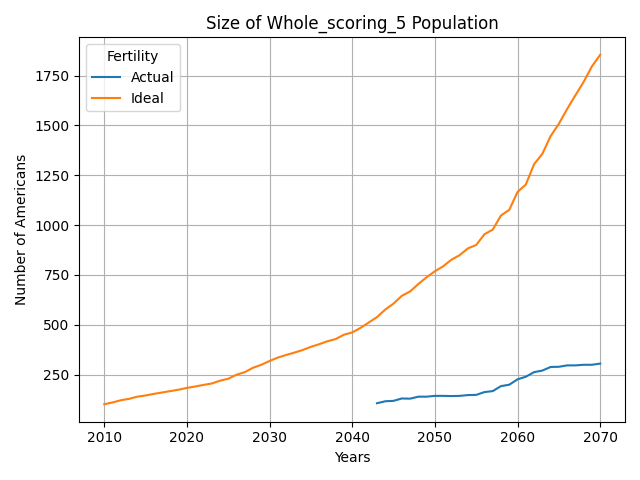 Size of Whole_scoring_5 Population
Fertility
Actual
Ideal
Number of Americans
1750
1500
1250
1000
750
500
250
2010 2020 2030 2040 2050 2060 2070
Years